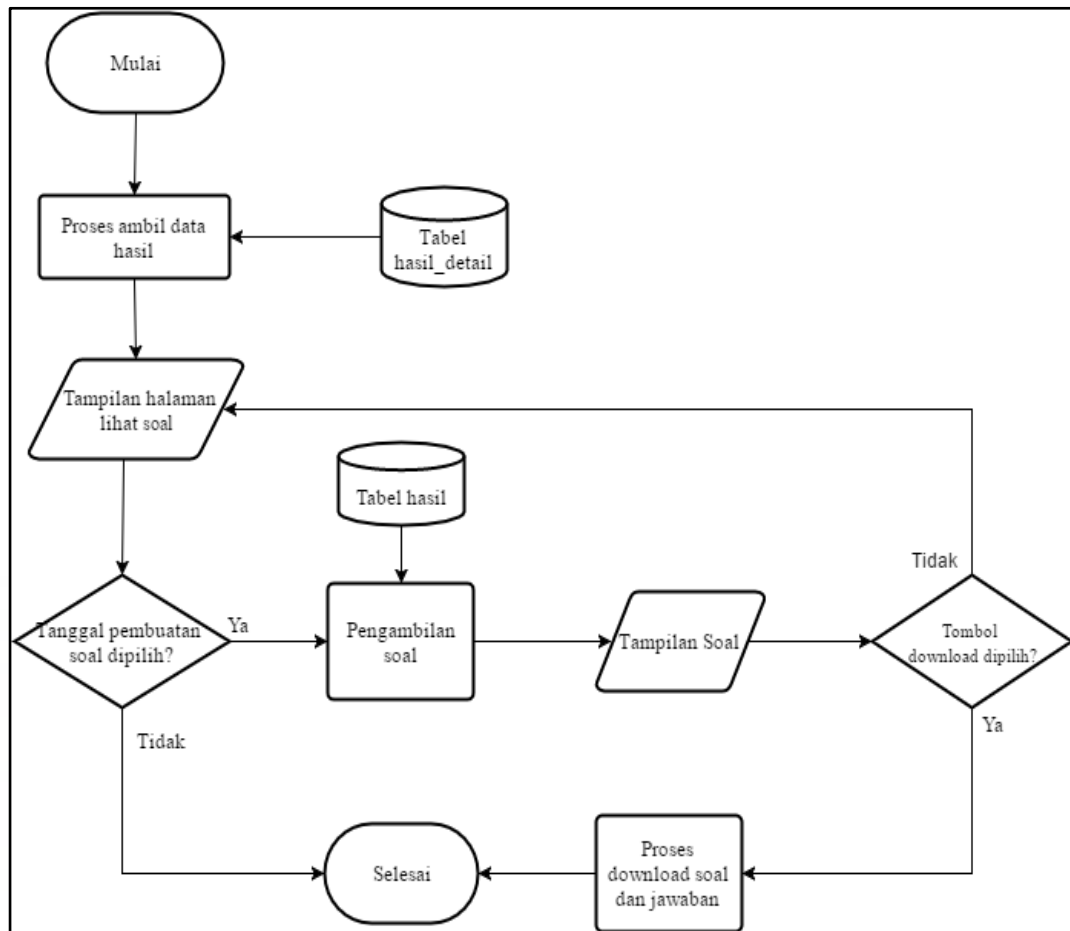 Mulai
Proses ambil data
hasil
Tabel
hasil_detail
Tampilan halaman
lihat soal
Tabel hasil
Tanggal pembuatan
soal dipilih?
Ya
Pengambilan
soal
Tampilan Soal
Tidak
Tombol
download dipilih?
Ya
Tidak
Selesai
Proses
download soal
dan jawaban